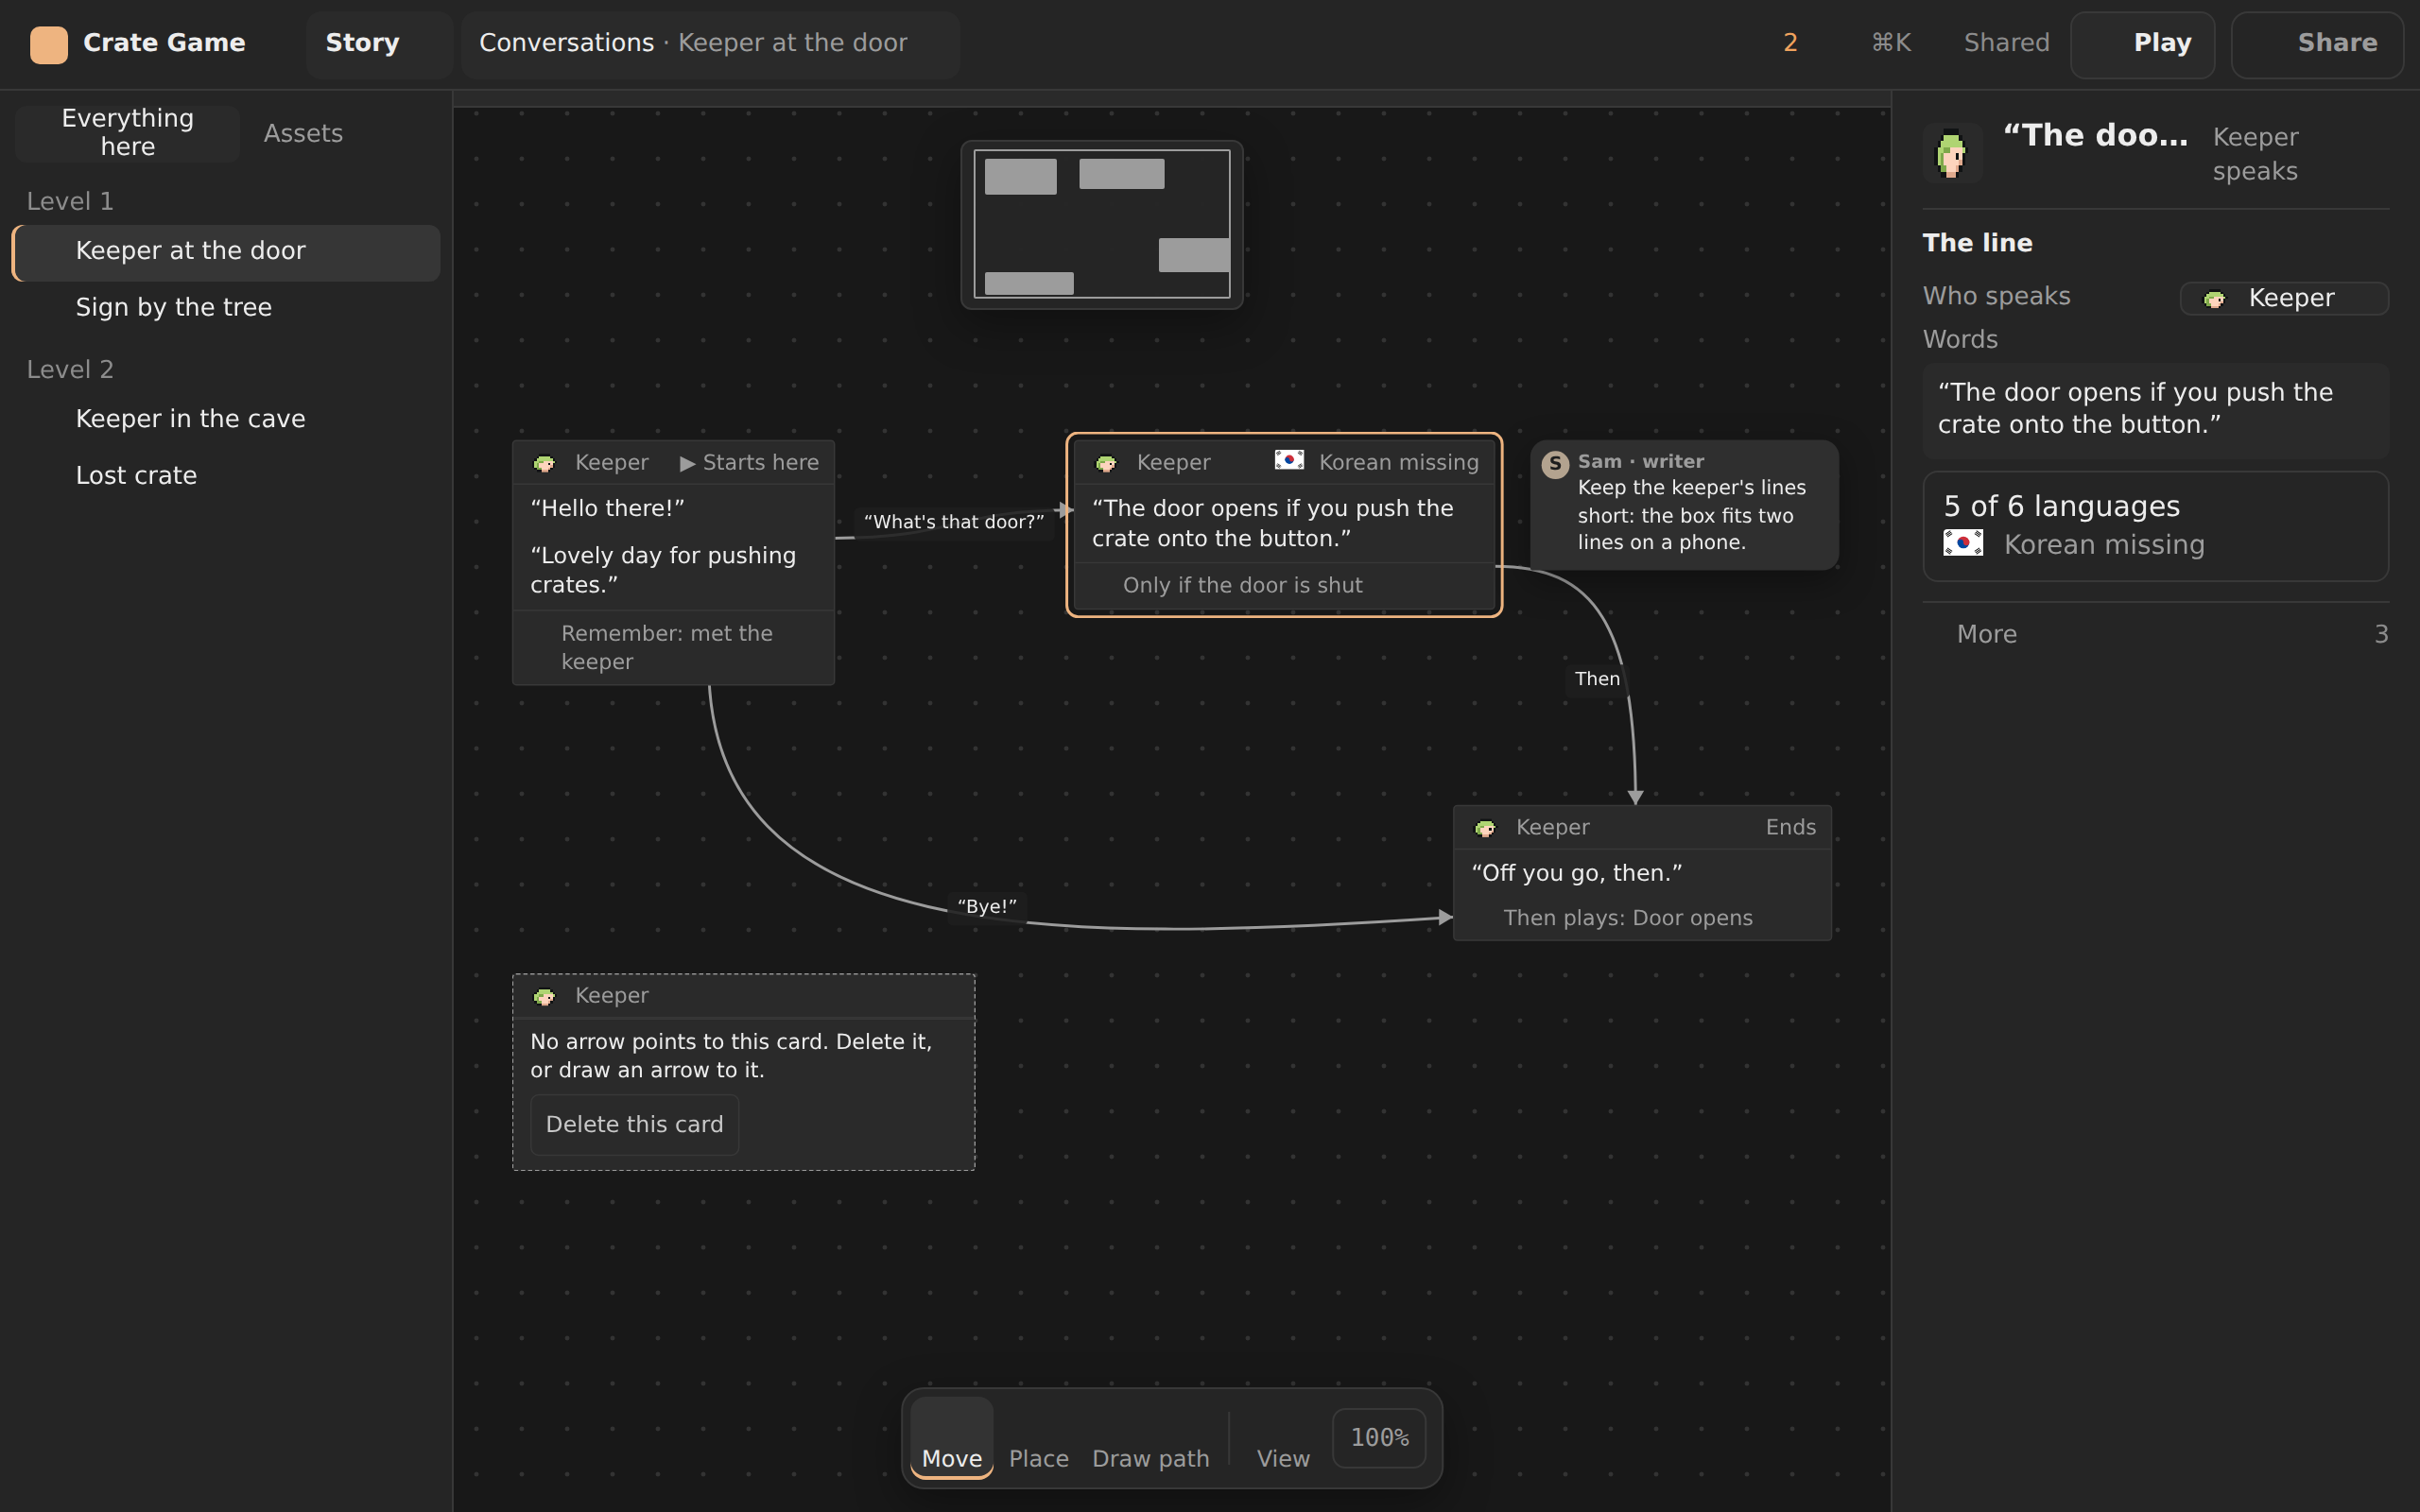 Crate Game
Story
Conversations · Keeper at the door
2
⌘K
Shared
Play
Share
Everything
here
Assets
Level 1
Keeper at the door
Sign by the tree
Level 2
Keeper in the cave
Lost crate
Keeper
▶ Starts here
“Hello there!”
“Lovely day for pushing
crates.”
Remember: met the
keeper
“What's that door?”
Keeper
Korean missing
“The door opens if you push the
crate onto the button.”
Only if the door is shut
S
Sam · writer
Keep the keeper's lines
short: the box fits two
lines on a phone.
Then
“Bye!”
Keeper
Ends
“Off you go, then.”
Then plays: Door opens
Keeper
No arrow points to this card. Delete it,
or draw an arrow to it.
Delete this card
Move
Place
Draw path
View
100%
“The doo…
Keeper
speaks
The line
Who speaks
Keeper
Words
“The door opens if you push the
crate onto the button.”
5 of 6 languages
Korean missing
More
3